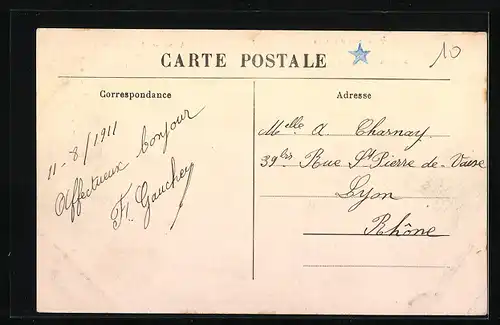 CARTE POSTALE
10
Correspondance
Adresse
11-8/1911
Affectueux bonjour
Melle A. Charnay
39bis Rue St Pierre de-Vaise
Lyon
Rhône